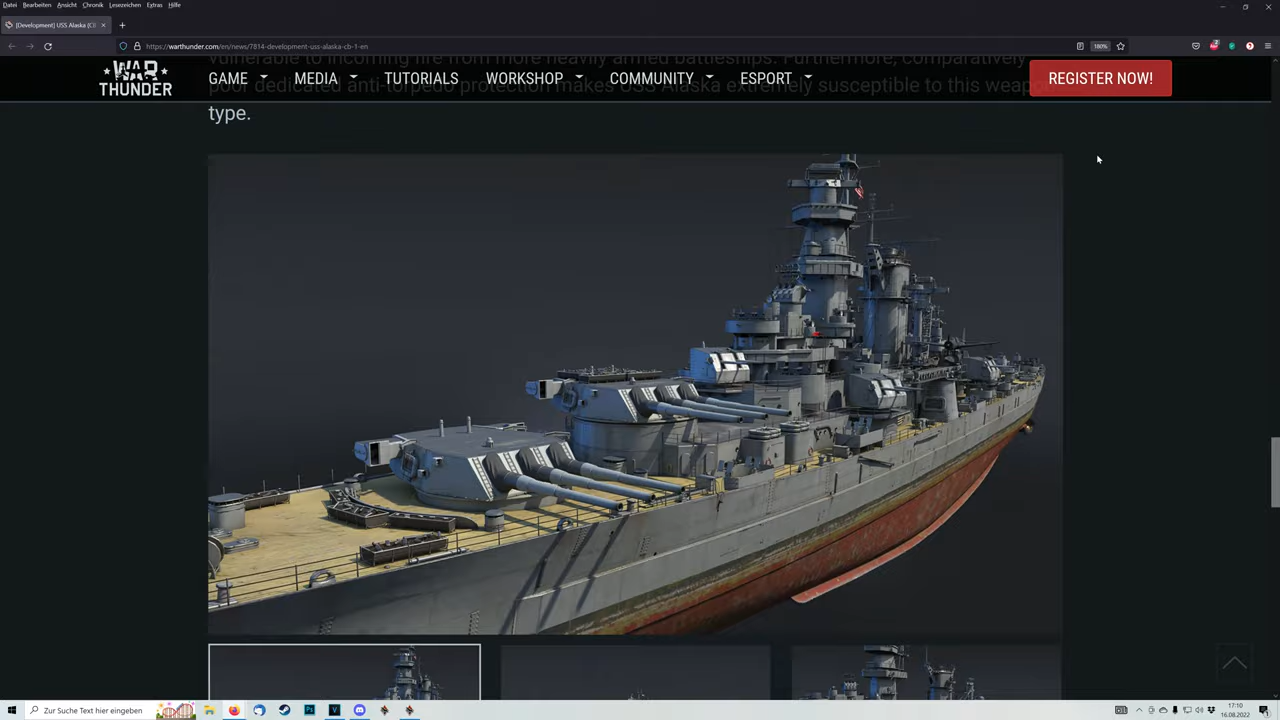 Datei Bearbeiten Ansicht Chronik Lesezeichen Extras Hilfe
[Development] USS Alaska (C
https://warthunder.com/en/news/7814-development-uss-alaska-cb-1-en
180%
vulnerable to incoming fire from more heavily armed battleships. Furthermore, comparatively
WAR THUNDER
GAME MEDIA TUTORIALS WORKSHOP COMMUNITY ESPORT REGISTER NOW!
poor dedicated anti-torpedo protection makes USS Alaska extremely susceptible to this weapon
type.
Zur Suche Text hier eingeben
17:10
16.08.2022